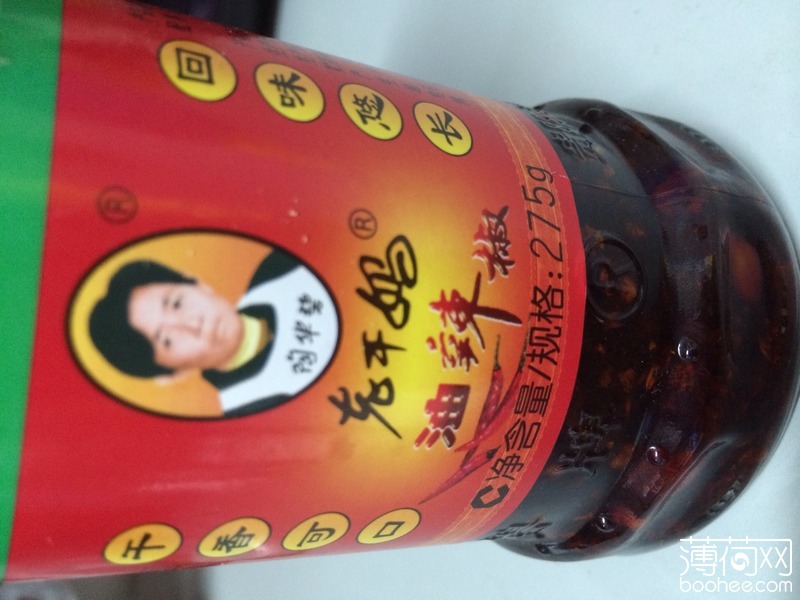 回味悠长
®
陶华碧
老干妈®
油辣椒
C净含量/规格:275g
干香可口
®
薄荷网
boohee.com